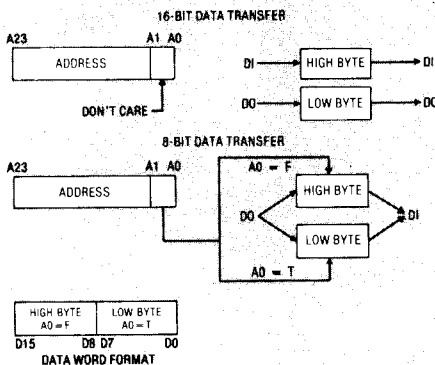 16-BIT DATA TRANSFER
A23 A1 A0
ADDRESS
DON'T CARE
DI HIGH BYTE DI
DO LOW BYTE DO
8-BIT DATA TRANSFER
A23 A1 A0
ADDRESS
A0 = F
HIGH BYTE
DO DI
LOW BYTE
A0 = T
HIGH BYTE LOW BYTE
A0 = F A0 = T
D15 D8 D7 D0
DATA WORD FORMAT